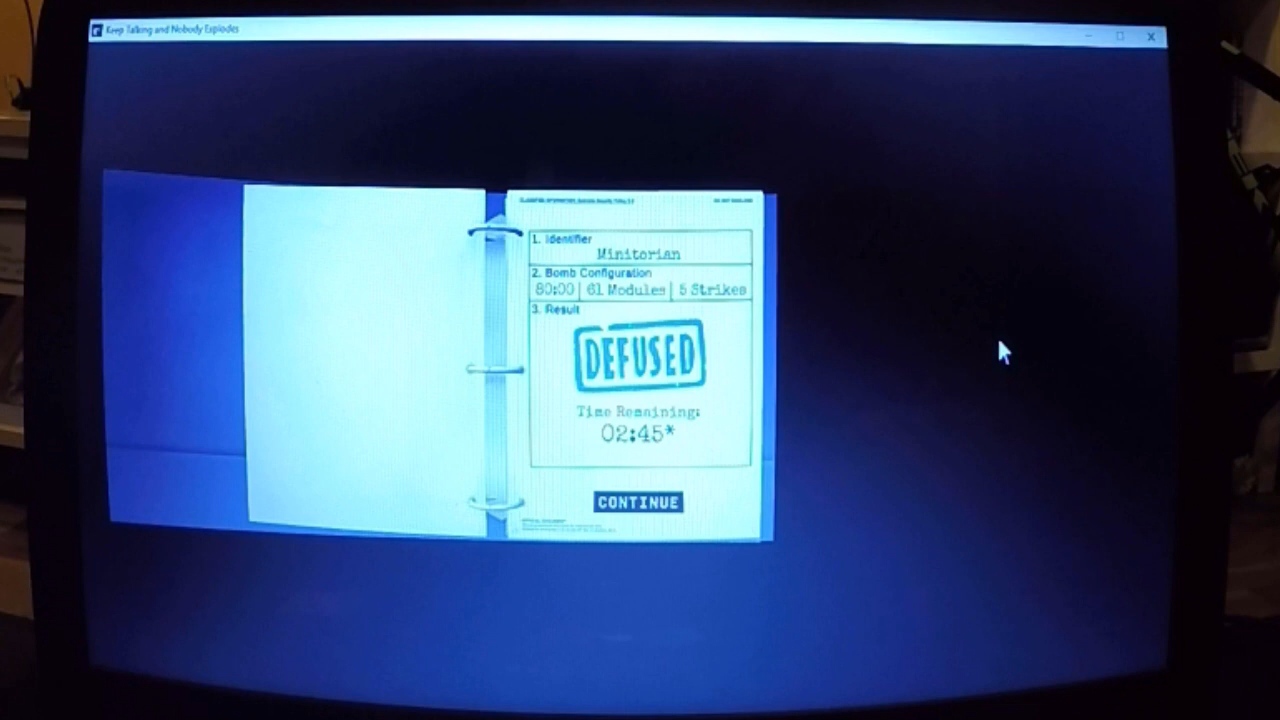 Keep Talking and Nobody Explodes
1. Identifier
Minitorian
2. Bomb Configuration
80:00 61 Modules 5 Strikes
3. Result
DEFUSED
Time Remaining:
02:45*
CONTINUE